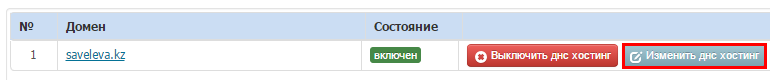 № Домен Состояние
1 saveleva.kz включен Выключить днс хостинг Изменить днс хостинг